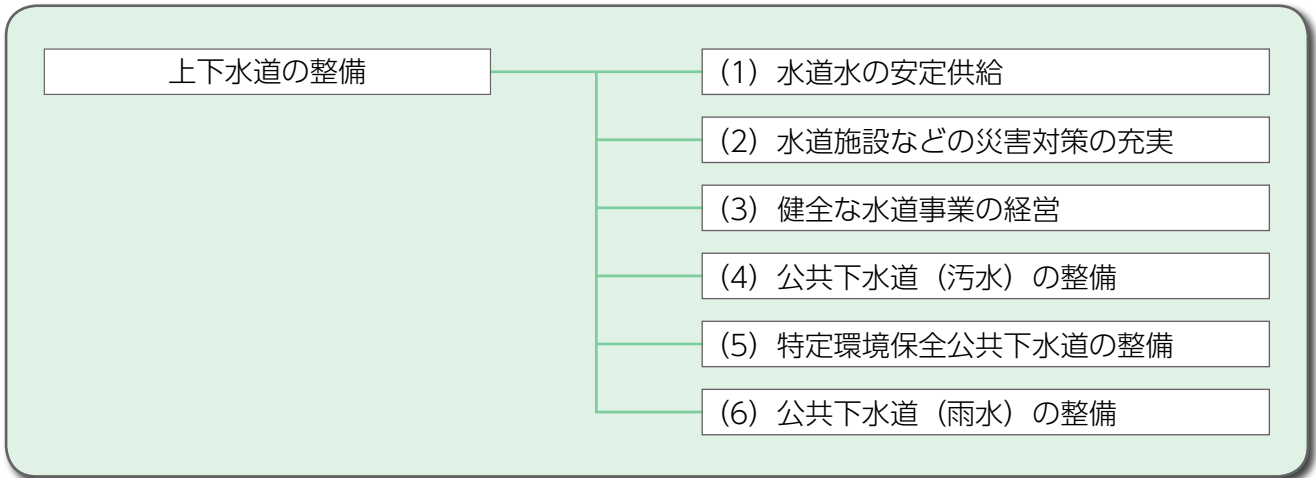 上下水道の整備
(1) 水道水の安定供給
(2) 水道施設などの災害対策の充実
(3) 健全な水道事業の経営
(4) 公共下水道（汚水）の整備
(5) 特定環境保全公共下水道の整備
(6) 公共下水道（雨水）の整備